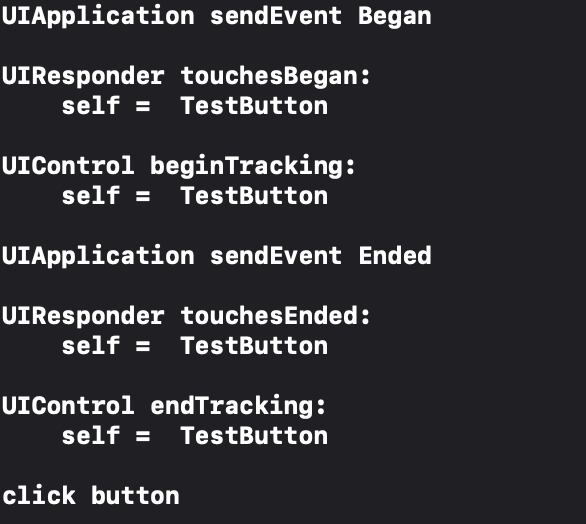 UIApplication sendEvent Began
UIResponder touchesBegan:
self =  TestButton
UIControl beginTracking:
self =  TestButton
UIApplication sendEvent Ended
UIResponder touchesEnded:
self =  TestButton
UIControl endTracking:
self =  TestButton
click button